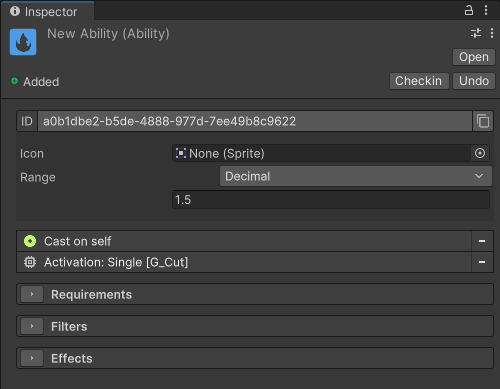 Inspector
New Ability (Ability)
Open
Added
Checkin
Undo
ID
a0b1dbe2-b5de-4888-977d-7ee49b8c9622
Icon
None (Sprite)
Range
Decimal
1.5
Cast on self
Activation: Single [G_Cut]
Requirements
Filters
Effects